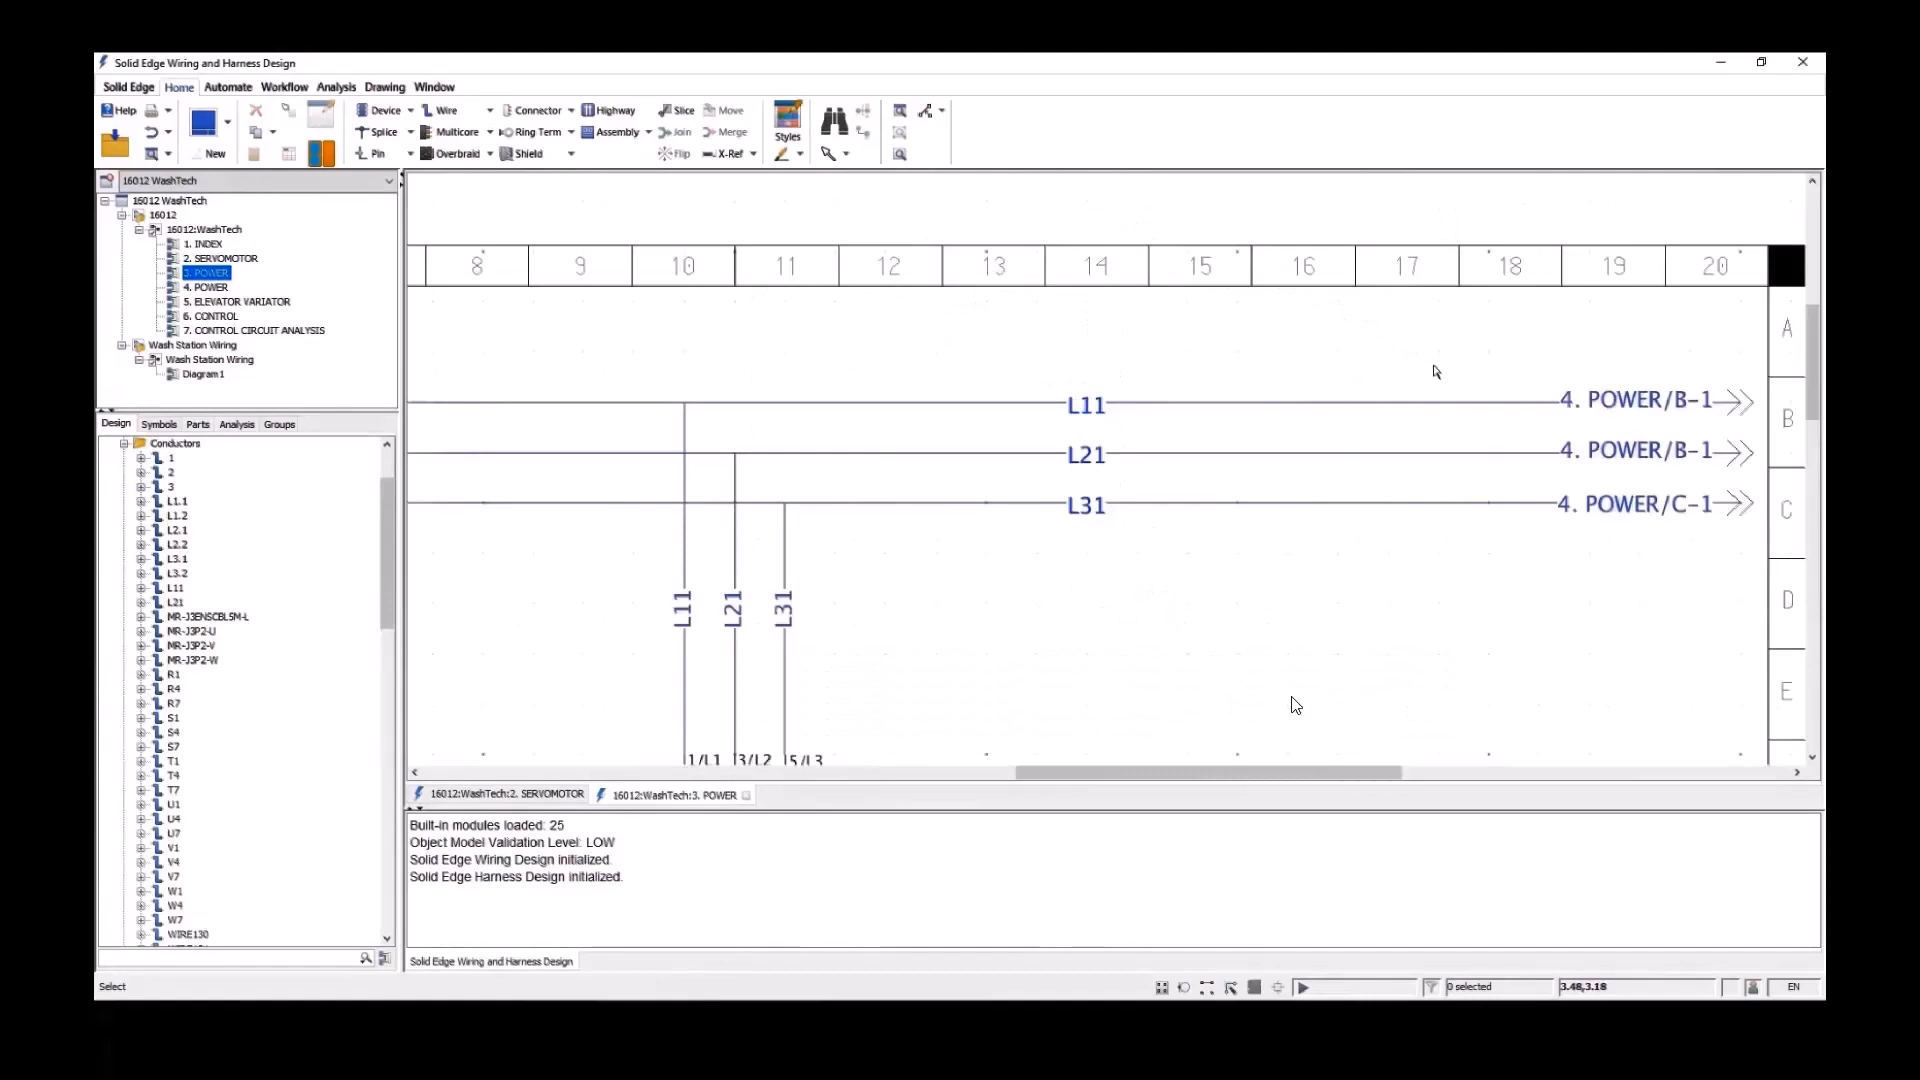 Solid Edge Wiring and Harness Design
Solid Edge Home Automate Workflow Analysis Drawing Window
Help Device Wire Connector Highway Slice Move
Splice Multicore Ring Term Assembly Join Merge Styles
New Pin Overbraid Shield Flip X-Ref
16012 WashTech
16012 WashTech
16012
16012:WashTech
1. INDEX
2. SERVOMOTOR
3. POWER
4. POWER
5. ELEVATOR VARIATOR
6. CONTROL
7. CONTROL CIRCUIT ANALYSIS
Wash Station Wiring
Wash Station Wiring
Diagram1
Design Symbols Parts Analysis Groups
Conductors
1
2
3
L1.1
L1.2
L2.1
L2.2
L3.1
L3.2
L11
L21
MR-J3ENSCBL5M-L
MR-J3P2-U
MR-J3P2-V
MR-J3P2-W
R1
R4
R7
S1
S4
S7
T1
T4
T7
U1
U4
U7
V1
V4
V7
W1
W4
W7
WIRE130
8 9 10 11 12 13 14 15 16 17 18 19 20
A
B
C
D
E
L11 4. POWER/B-1
L21 4. POWER/B-1
L31 4. POWER/C-1
L11 L21 L31
1/L1 3/L2 5/L3
16012:WashTech:2. SERVOMOTOR 16012:WashTech:3. POWER
Built-in modules loaded: 25
Object Model Validation Level: LOW
Solid Edge Wiring Design initialized.
Solid Edge Harness Design initialized.
Solid Edge Wiring and Harness Design
Select 0 selected 3.48,3.18 EN